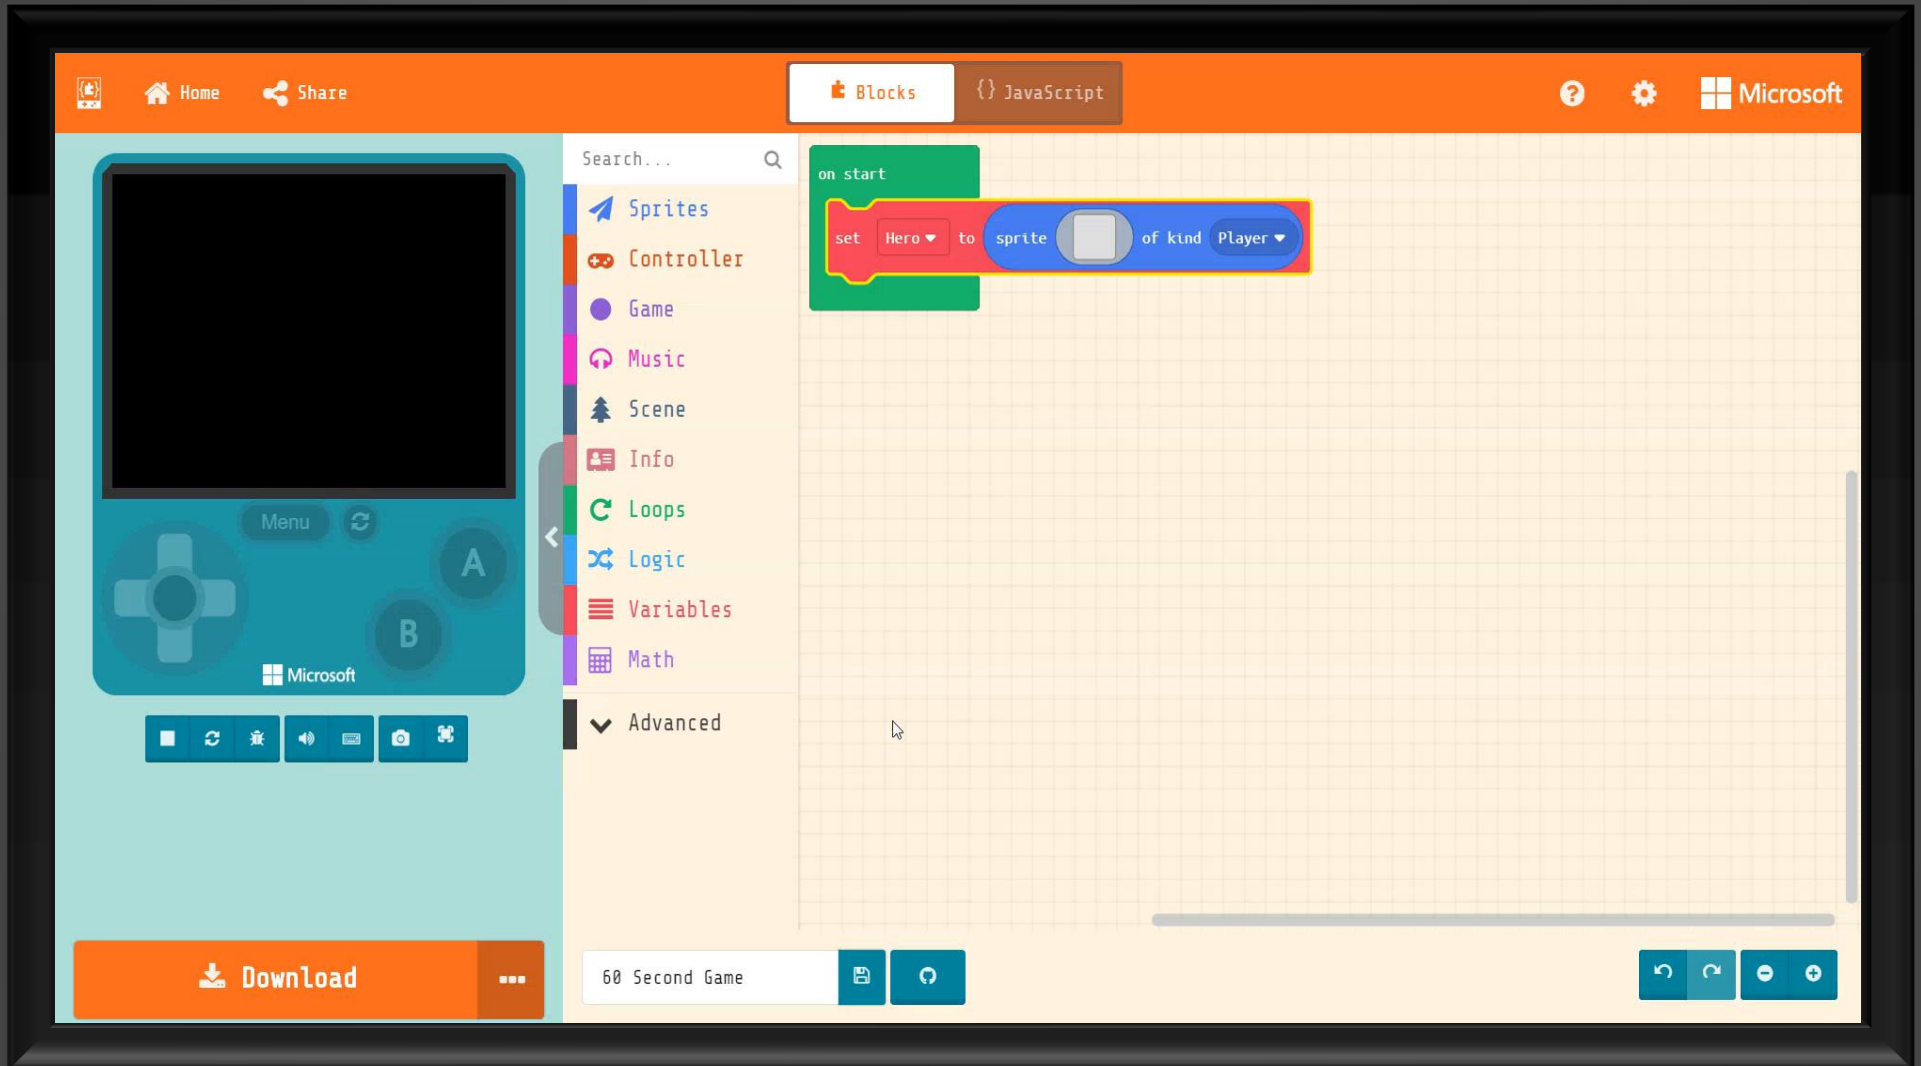 Home
Share
Blocks
{} JavaScript
Microsoft
Search...
Sprites
Controller
Game
Music
Scene
Info
Loops
Logic
Variables
Math
Advanced
on start
set Hero to sprite of kind Player
Menu
A
B
Microsoft
Download
60 Second Game